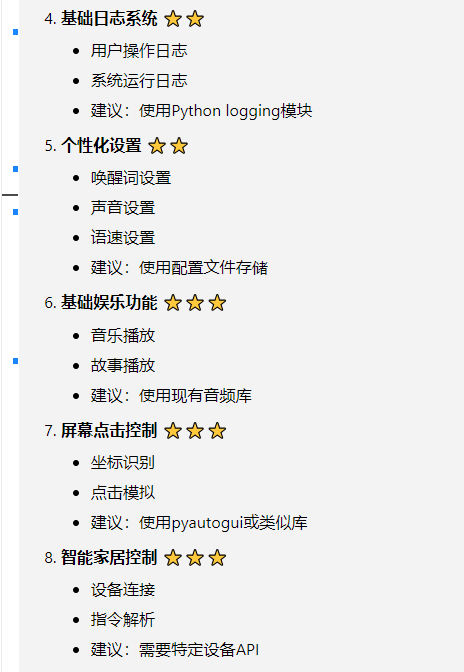 4. 基础日志系统 ⭐⭐
• 用户操作日志
• 系统运行日志
• 建议：使用Python logging模块
5. 个性化设置 ⭐⭐
• 唤醒词设置
• 声音设置
• 语速设置
• 建议：使用配置文件存储
6. 基础娱乐功能 ⭐⭐⭐
• 音乐播放
• 故事播放
• 建议：使用现有音频库
7. 屏幕点击控制 ⭐⭐⭐
• 坐标识别
• 点击模拟
• 建议：使用pyautogui或类似库
8. 智能家居控制 ⭐⭐⭐
• 设备连接
• 指令解析
• 建议：需要特定设备API